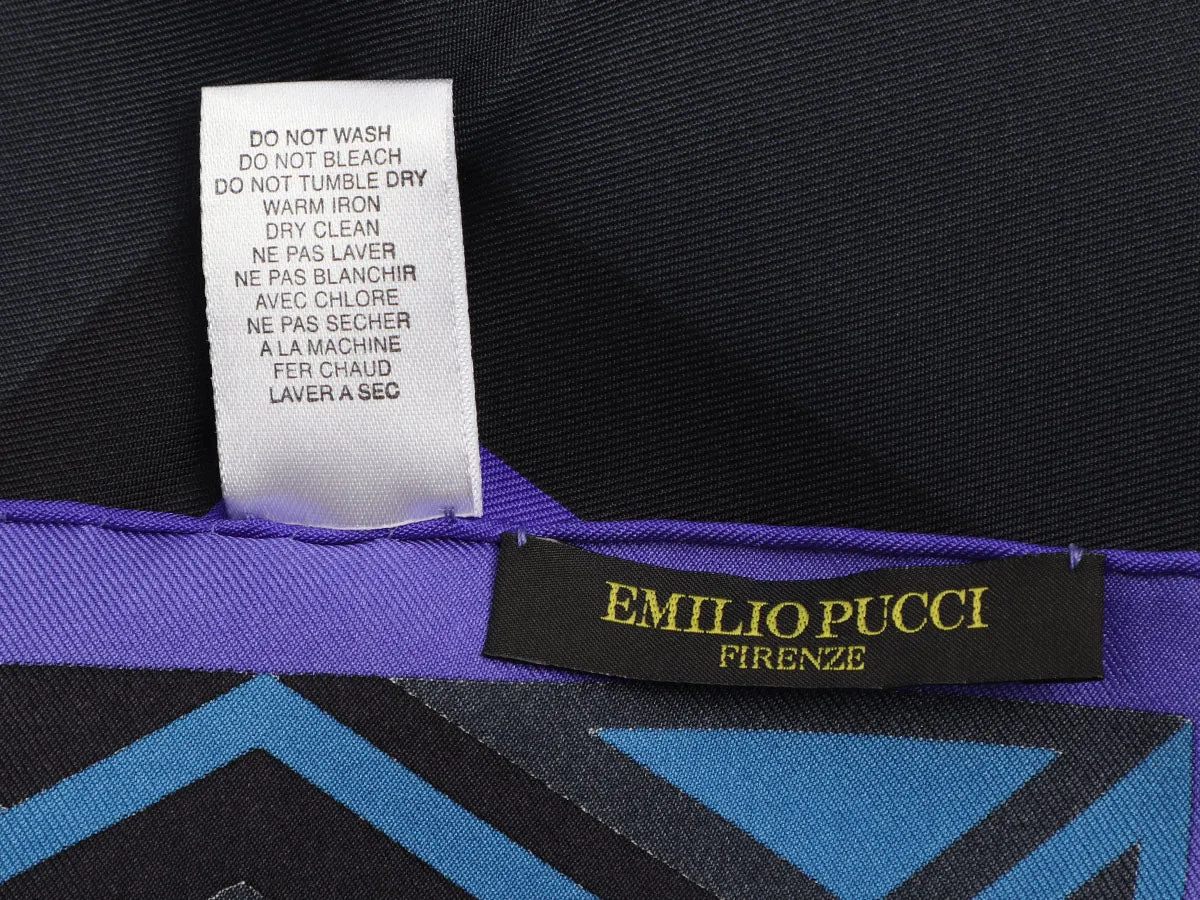 DO NOT WASH
DO NOT BLEACH
DO NOT TUMBLE DRY
WARM IRON
DRY CLEAN
NE PAS LAVER
NE PAS BLANCHIR
AVEC CHLORE
NE PAS SECHER
A LA MACHINE
FER CHAUD
LAVER A SEC
EMILIO PUCCI
FIRENZE